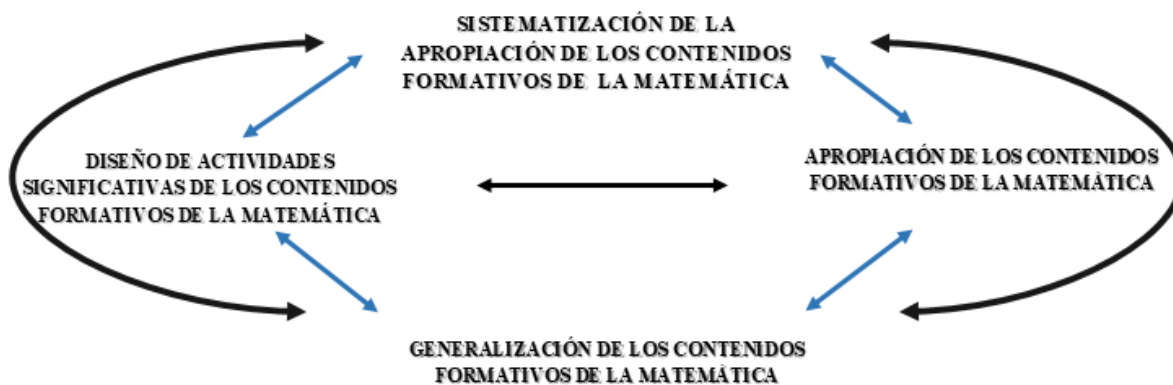 SISTEMATIZACIÓN DE LA
APROPIACIÓN DE LOS CONTENIDOS
FORMATIVOS DE LA MATEMÁTICA
DISEÑO DE ACTIVIDADES
SIGNIFICATIVAS DE LOS CONTENIDOS
FORMATIVOS DE LA MATEMÁTICA
APROPIACIÓN DE LOS CONTENIDOS
FORMATIVOS DE LA MATEMÁTICA
GENERALIZACIÓN DE LOS CONTENIDOS
FORMATIVOS DE LA MATEMÁTICA